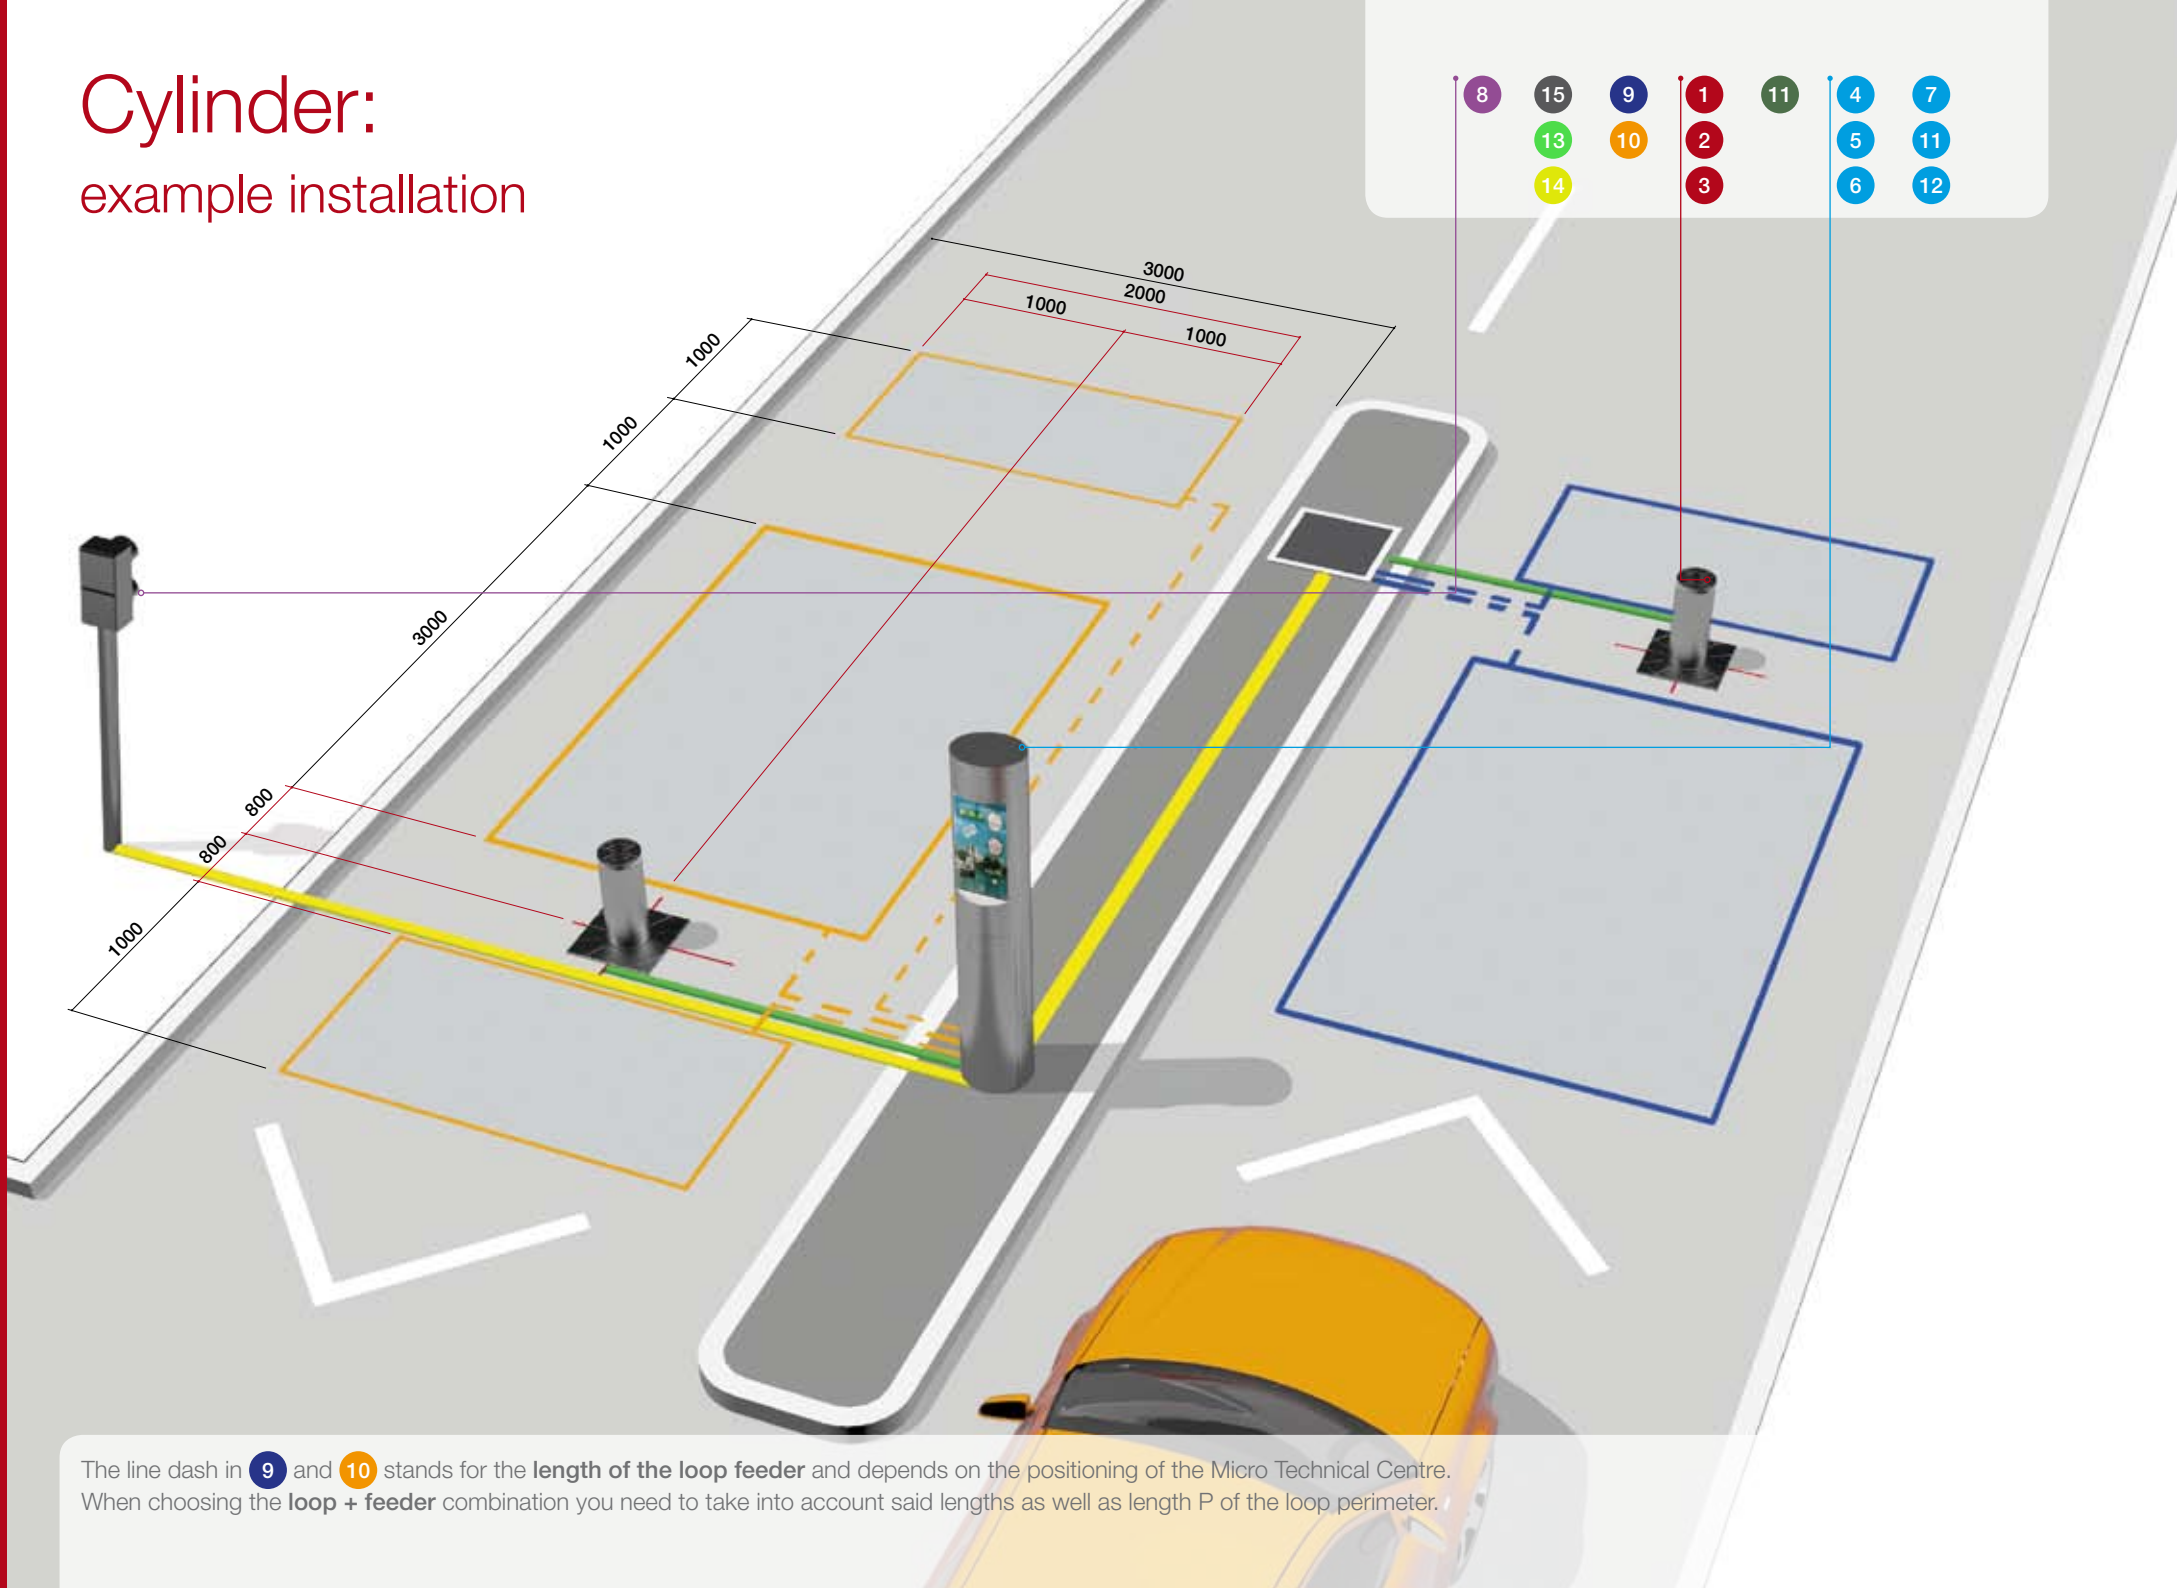 Cylinder:
example installation
8 15 9 1 11 4 7
13 10 2 5 11
14 3 6 12
3000
2000
1000
1000
1000
1000
3000
800
800
1000
The line dash in 9 and 10 stands for the length of the loop feeder and depends on the positioning of the Micro Technical Centre.
When choosing the loop + feeder combination you need to take into account said lengths as well as length P of the loop perimeter.